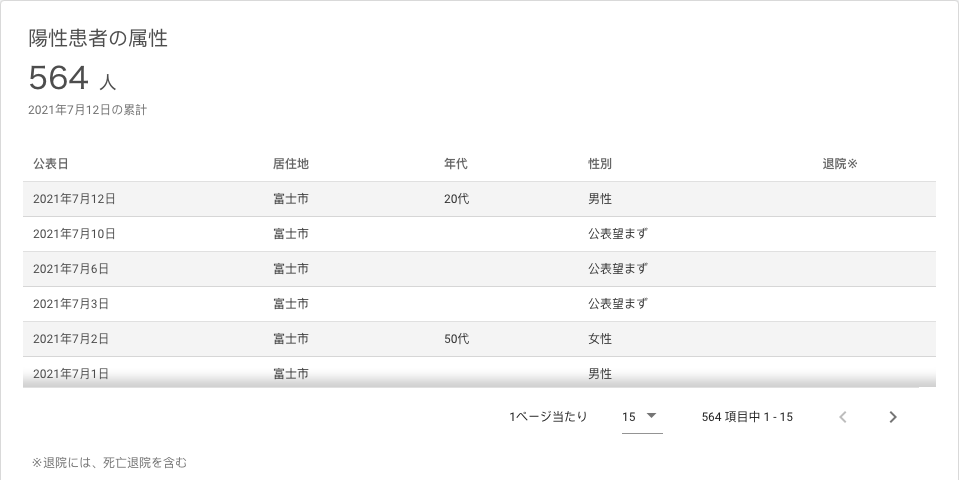 陽性患者の属性
564 人
2021年7月12日の累計
公表日 居住地 年代 性別 退院※
2021年7月12日 富士市 20代 男性
2021年7月10日 富士市 公表望まず
2021年7月6日 富士市 公表望まず
2021年7月3日 富士市 公表望まず
2021年7月2日 富士市 50代 女性
2021年7月1日 富士市 男性
1ページ当たり 15 564 項目中 1 - 15
※退院には、死亡退院を含む